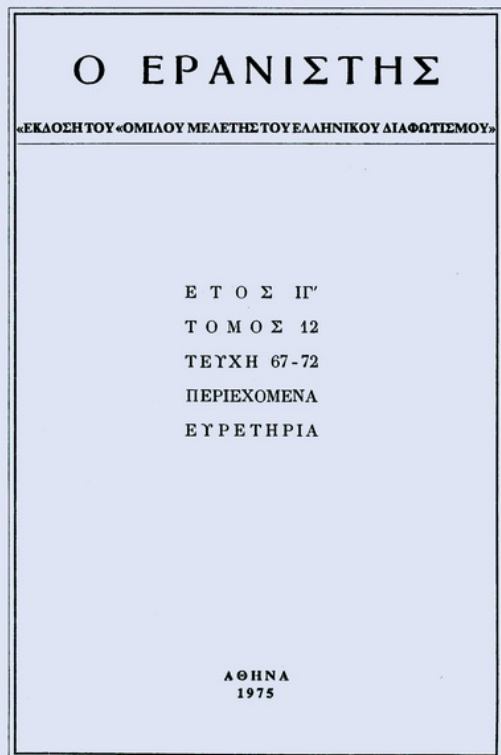 Ο ΕΡΑΝΙΣΤΗΣ
«ΕΚΔΟΣΗ ΤΟΥ «ΟΜΙΛΟΥ ΜΕΛΕΤΗΣ ΤΟΥ ΕΛΛΗΝΙΚΟΥ ΔΙΑΦΩΤΙΣΜΟΥ»
ΕΤΟΣ ΙΓ′
ΤΟΜΟΣ 12
ΤΕΥΧΗ 67-72
ΠΕΡΙΕΧΟΜΕΝΑ
ΕΥΡΕΤΗΡΙΑ
ΑΘΗΝΑ
1975